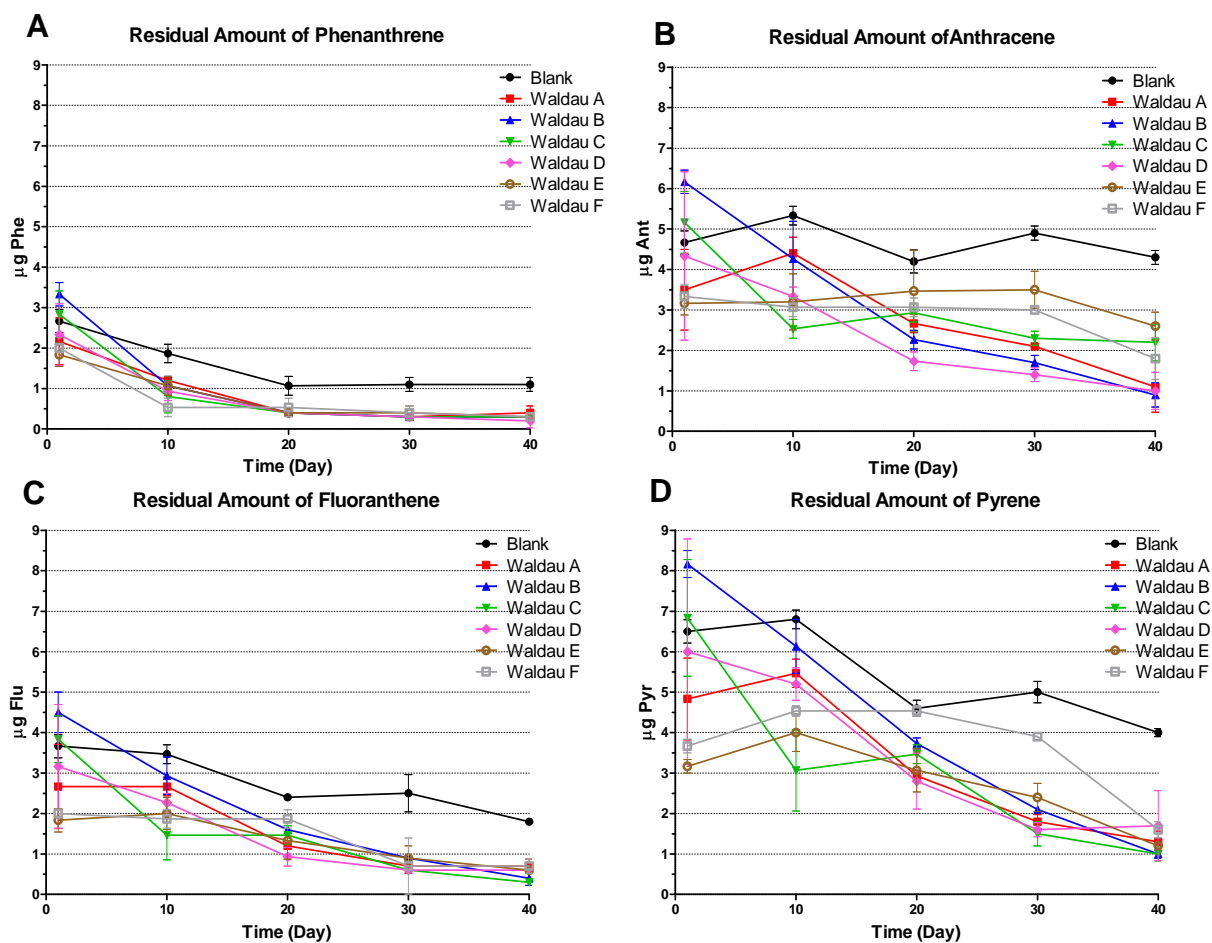 A
Residual Amount of Phenanthrene
9
8
7
6
5
4
3
2
1
0
µg Phe
Blank
Waldau A
Waldau B
Waldau C
Waldau D
Waldau E
Waldau F
0 10 20 30 40
Time (Day)
B
Residual Amount ofAnthracene
9
8
7
6
5
4
3
2
1
0
µg Ant
Blank
Waldau A
Waldau B
Waldau C
Waldau D
Waldau E
Waldau F
0 10 20 30 40
Time (Day)
C
Residual Amount of Fluoranthene
9
8
7
6
5
4
3
2
1
0
µg Flu
Blank
Waldau A
Waldau B
Waldau C
Waldau D
Waldau E
Waldau F
0 10 20 30 40
Time (Day)
D
Residual Amount of Pyrene
9
8
7
6
5
4
3
2
1
0
µg Pyr
Blank
Waldau A
Waldau B
Waldau C
Waldau D
Waldau E
Waldau F
0 10 20 30 40
Time (Day)